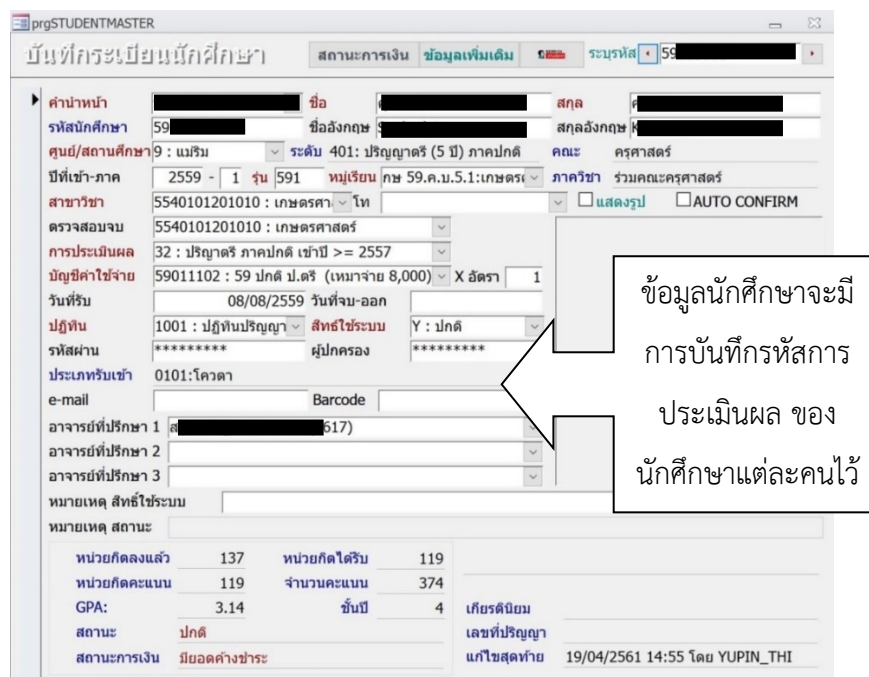 prgSTUDENTMASTER
บันทึกระเบียนนักศึกษา สถานะการเงิน ข้อมูลเพิ่มเติม ระบุรหัส 59
คำนำหน้า ชื่อ สกุล
รหัสนักศึกษา 59 ชื่ออังกฤษ สกุลอังกฤษ K
ศูนย์/สถานศึกษา 9 : แม่ริม ระดับ 401: ปริญญาตรี (5 ปี) ภาคปกติ คณะ ครุศาสตร์
ปีที่เข้า-ภาค 2559 - 1 รุ่น 591 หมู่เรียน กษ 59.ค.บ.5.1:เกษตรศ ภาควิชา ร่วมคณะครุศาสตร์
สาขาวิชา 5540101201010 : เกษตรศา โท แสดงรูป AUTO CONFIRM
ตรวจสอบจบ 5540101201010 : เกษตรศาสตร์
การประเมินผล 32 : ปริญาตรี ภาคปกติ เข้าปี >= 2557
บัญชีค่าใช้จ่าย 59011102 : 59 ปกติ ป.ตรี (เหมาจ่าย 8,000) X อัตรา 1
วันที่รับ 08/08/2559 วันที่จบ-ออก
ปฏิทิน 1001 : ปฏิทินปริญญา สิทธ์ใช้ระบบ Y : ปกติ
รหัสผ่าน ********* ผู้ปกครอง *********
ประเภทรับเข้า 0101:โควตา
e-mail Barcode
อาจารย์ที่ปรึกษา 1 ส 617)
อาจารย์ที่ปรึกษา 2
อาจารย์ที่ปรึกษา 3
หมายเหตุ สิทธิ์ใช้ระบบ
หมายเหตุ สถานะ
หน่วยกิตลงแล้ว 137 หน่วยกิตได้รับ 119
หน่วยกิตคะแนน 119 จำนวนคะแนน 374
GPA: 3.14 ชั้นปี 4 เกียรตินิยม
สถานะ ปกติ เลขที่ปริญญา
สถานะการเงิน มียอดค้างชำระ แก้ไขสุดท้าย 19/04/2561 14:55 โดย YUPIN_THI
ข้อมูลนักศึกษาจะมี
การบันทึกรหัสการ
ประเมินผล ของ
นักศึกษาแต่ละคนไว้